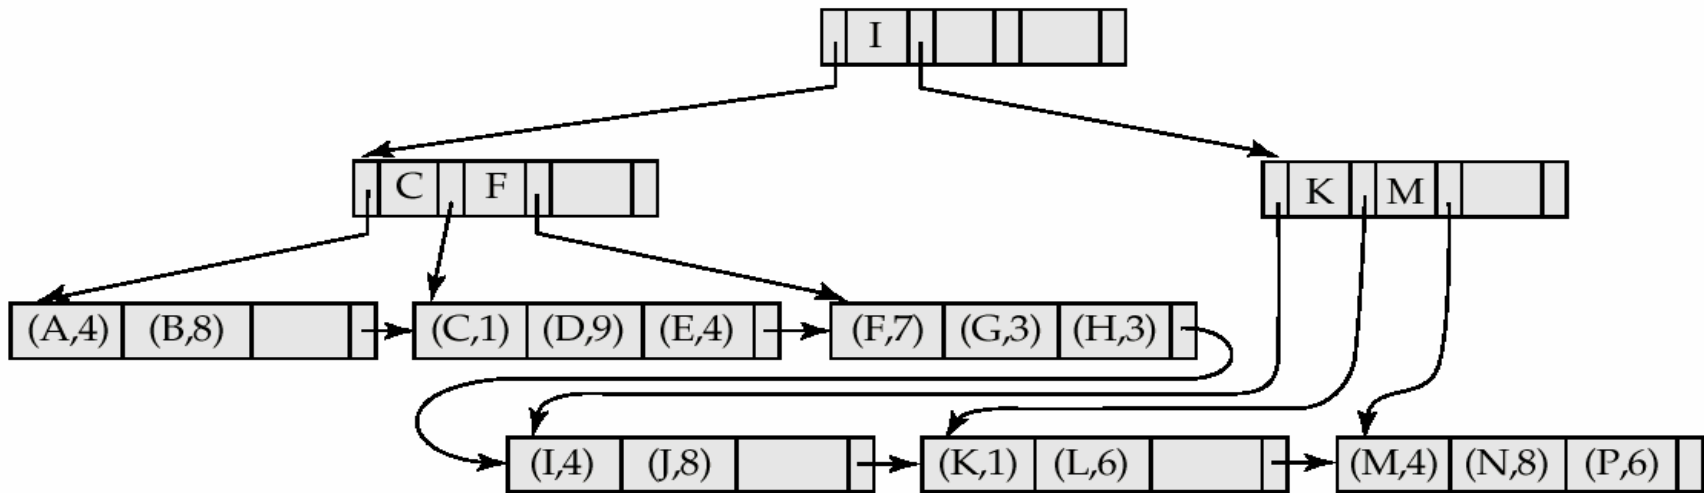 I
C F K M
(A,4) (B,8) (C,1) (D,9) (E,4) (F,7) (G,3) (H,3)
(I,4) (J,8) (K,1) (L,6) (M,4) (N,8) (P,6)